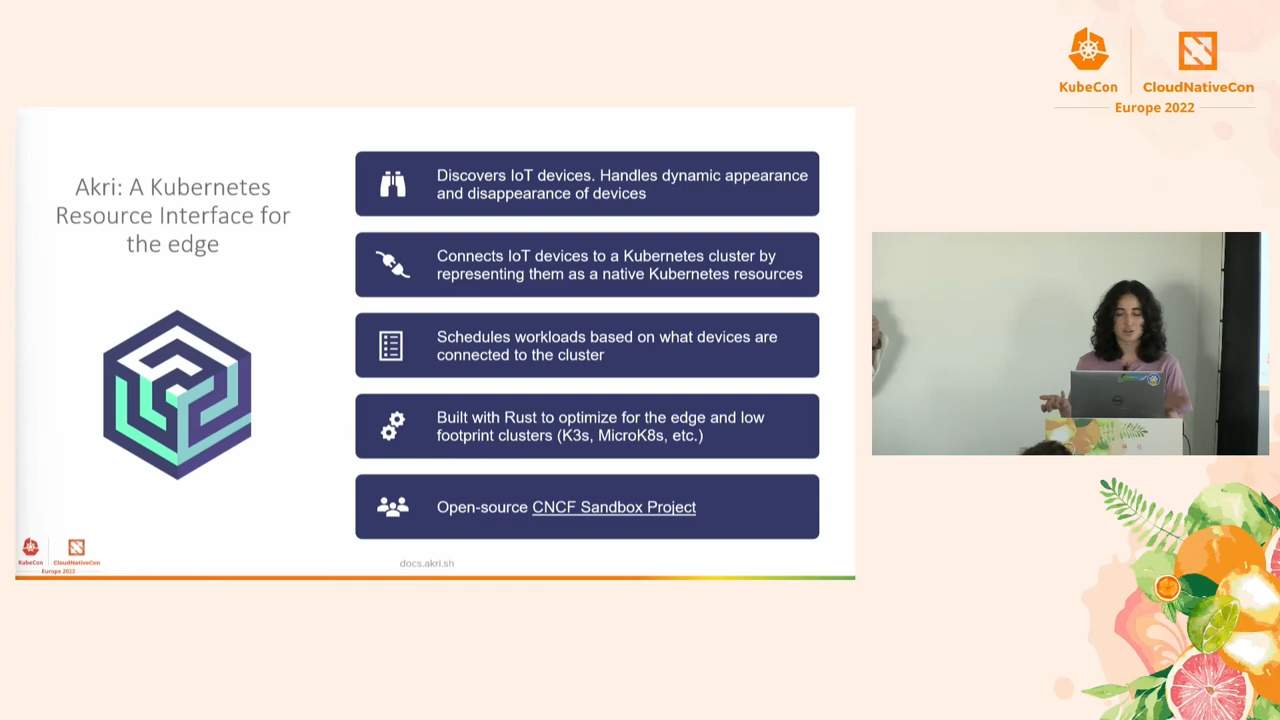 KubeCon
CloudNativeCon
Europe 2022
Akri: A Kubernetes
Resource Interface for
the edge
Discovers IoT devices. Handles dynamic appearance
and disappearance of devices
Connects IoT devices to a Kubernetes cluster by
representing them as a native Kubernetes resources
Schedules workloads based on what devices are
connected to the cluster
Built with Rust to optimize for the edge and low
footprint clusters (K3s, MicroK8s, etc.)
Open-source CNCF Sandbox Project
KubeCon
CloudNativeCon
Europe 2022
docs.akri.sh